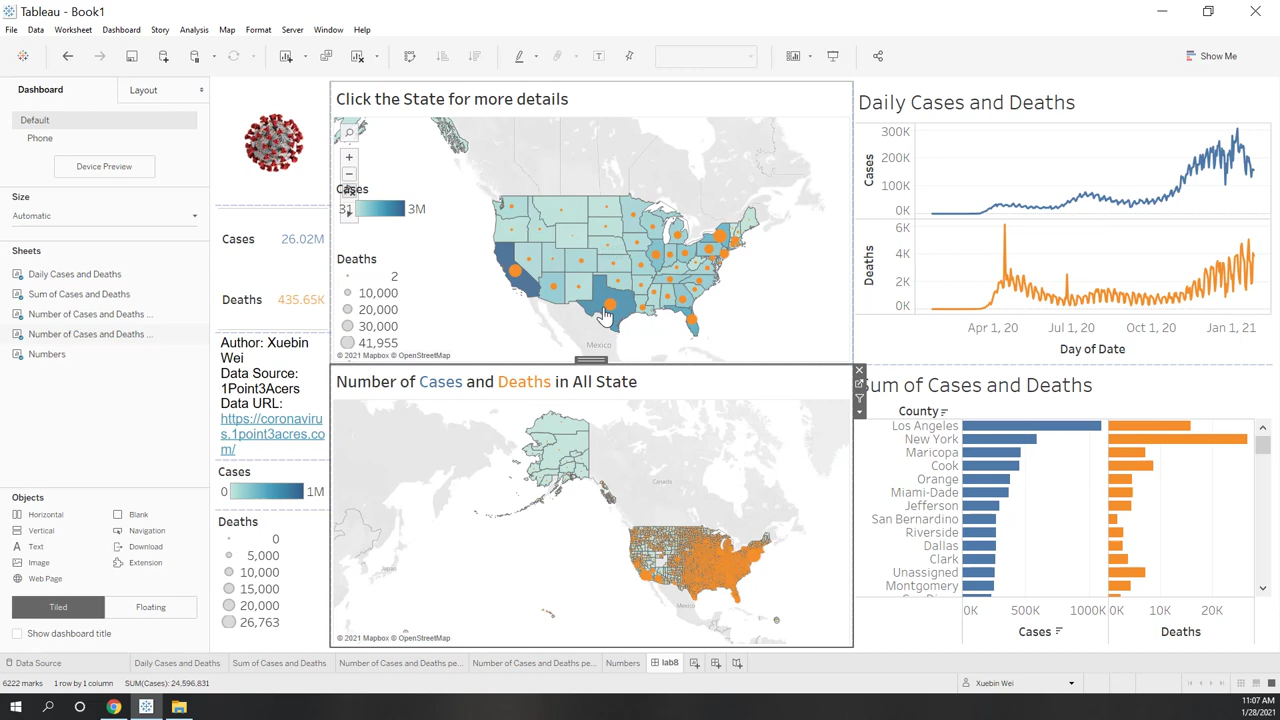 Tableau - Book1
File Data Worksheet Dashboard Story Analysis Map Format Server Window Help
Show Me
Dashboard Layout
Default
Phone
Device Preview
Size
Automatic
Sheets
Daily Cases and Deaths
Sum of Cases and Deaths
Number of Cases and Deaths ...
Number of Cases and Deaths ...
Numbers
Objects
Horizontal Blank
Vertical Navigation
Text Download
Image Extension
Web Page
Tiled Floating
Show dashboard title
Cases 26.02M
Deaths 435.65K
Author: Xuebin
Wei
Data Source:
1Point3Acers
Data URL:
https://coronaviru
s.1point3acres.co
m/
Cases
0 1M
Deaths
0
5,000
10,000
15,000
20,000
26,763
Click the State for more details
Cases
31 3M
Deaths
2
10,000
20,000
30,000
41,955
Mexico
© 2021 Mapbox © OpenStreetMap
Number of Cases and Deaths in All State
Canada
Japan
Mexico
© 2021 Mapbox © OpenStreetMap
Daily Cases and Deaths
Cases
300K
200K
100K
0K
Deaths
6K
4K
2K
0K
Apr 1, 20 Jul 1, 20 Oct 1, 20 Jan 1, 21
Day of Date
Sum of Cases and Deaths
County
Los Angeles
New York
Maricopa
Cook
Orange
Miami-Dade
Jefferson
San Bernardino
Riverside
Dallas
Clark
Unassigned
Montgomery
0K 500K 1000K 0K 10K 20K
Cases Deaths
Data Source Daily Cases and Deaths Sum of Cases and Deaths Number of Cases and Deaths pe... Number of Cases and Deaths pe... Numbers lab8
6222 marks 1 row by 1 column SUM(Cases): 24,596,831 Xuebin Wei
11:07 AM
1/28/2021